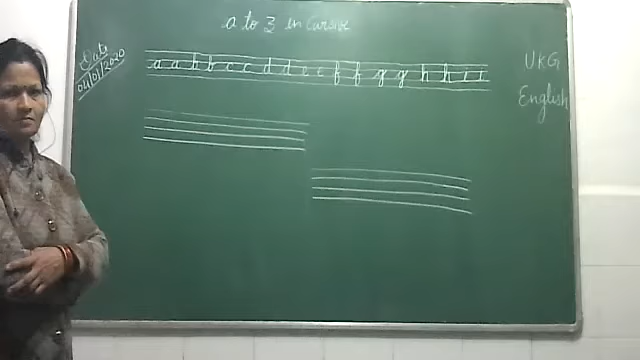 a to z in Cursive
Date
04/01/2020
a a b b c c d d e e f f g g h h i i
UKG
English